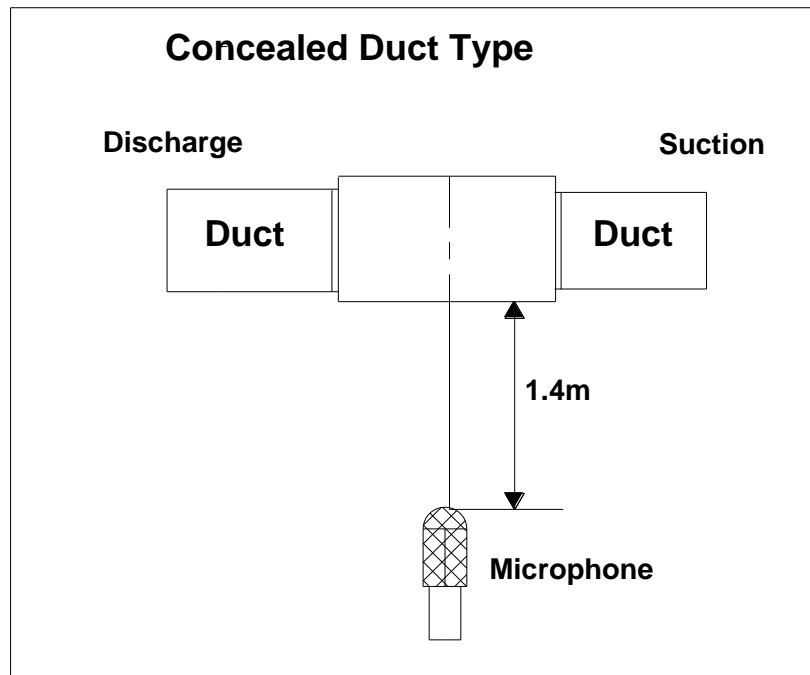 Concealed Duct Type
Discharge
Suction
Duct
Duct
1.4m
Microphone